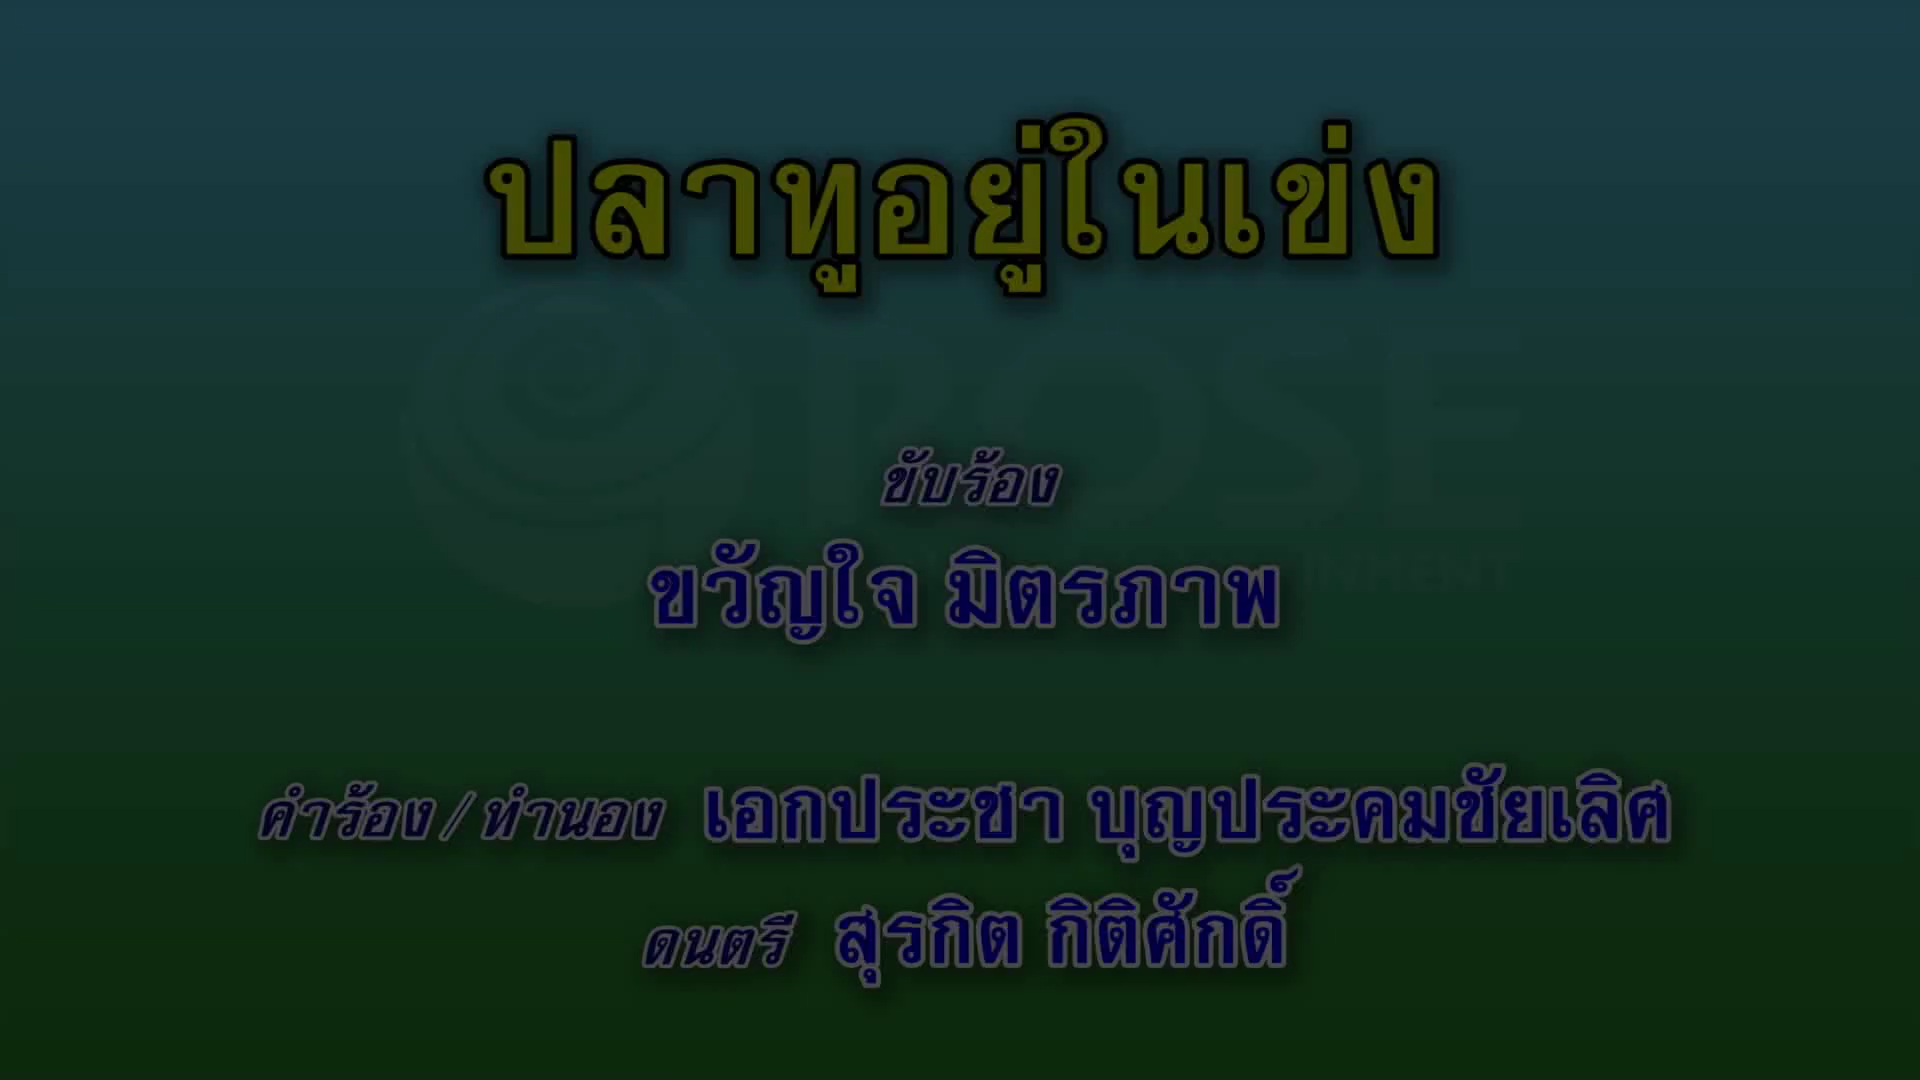 ปลาทูอยู่ในเข่ง
ROSE
INMENT
ขับร้อง
ขวัญใจ มิตรภาพ
คำร้อง / ทำนอง เอกประชา บุญประคมชัยเลิศ
ดนตรี สุรกิต กิติศักดิ์